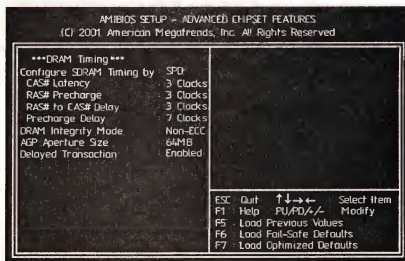 AMIBIOS SETUP - ADVANCED CHIPSET FEATURES
(C) 2001 American Megatrends, Inc. All Rights Reserved
***DRAM Timing***
Configure SDRAM Timing by : SPD
CAS# Latency : 3 Clocks
RAS# Precharge : 3 Clocks
RAS# to CAS# Delay : 3 Clocks
Precharge Delay : 7 Clocks
DRAM Integrity Mode : Non-ECC
AGP Aperture Size : 64MB
Delayed Transaction : Enabled
ESC : Quit ↑↓→← : Select Item
F1 : Help PU/PD/+/- : Modify
F5 : Load Previous Values
F6 : Load Fail-Safe Defaults
F7 : Load Optimized Defaults